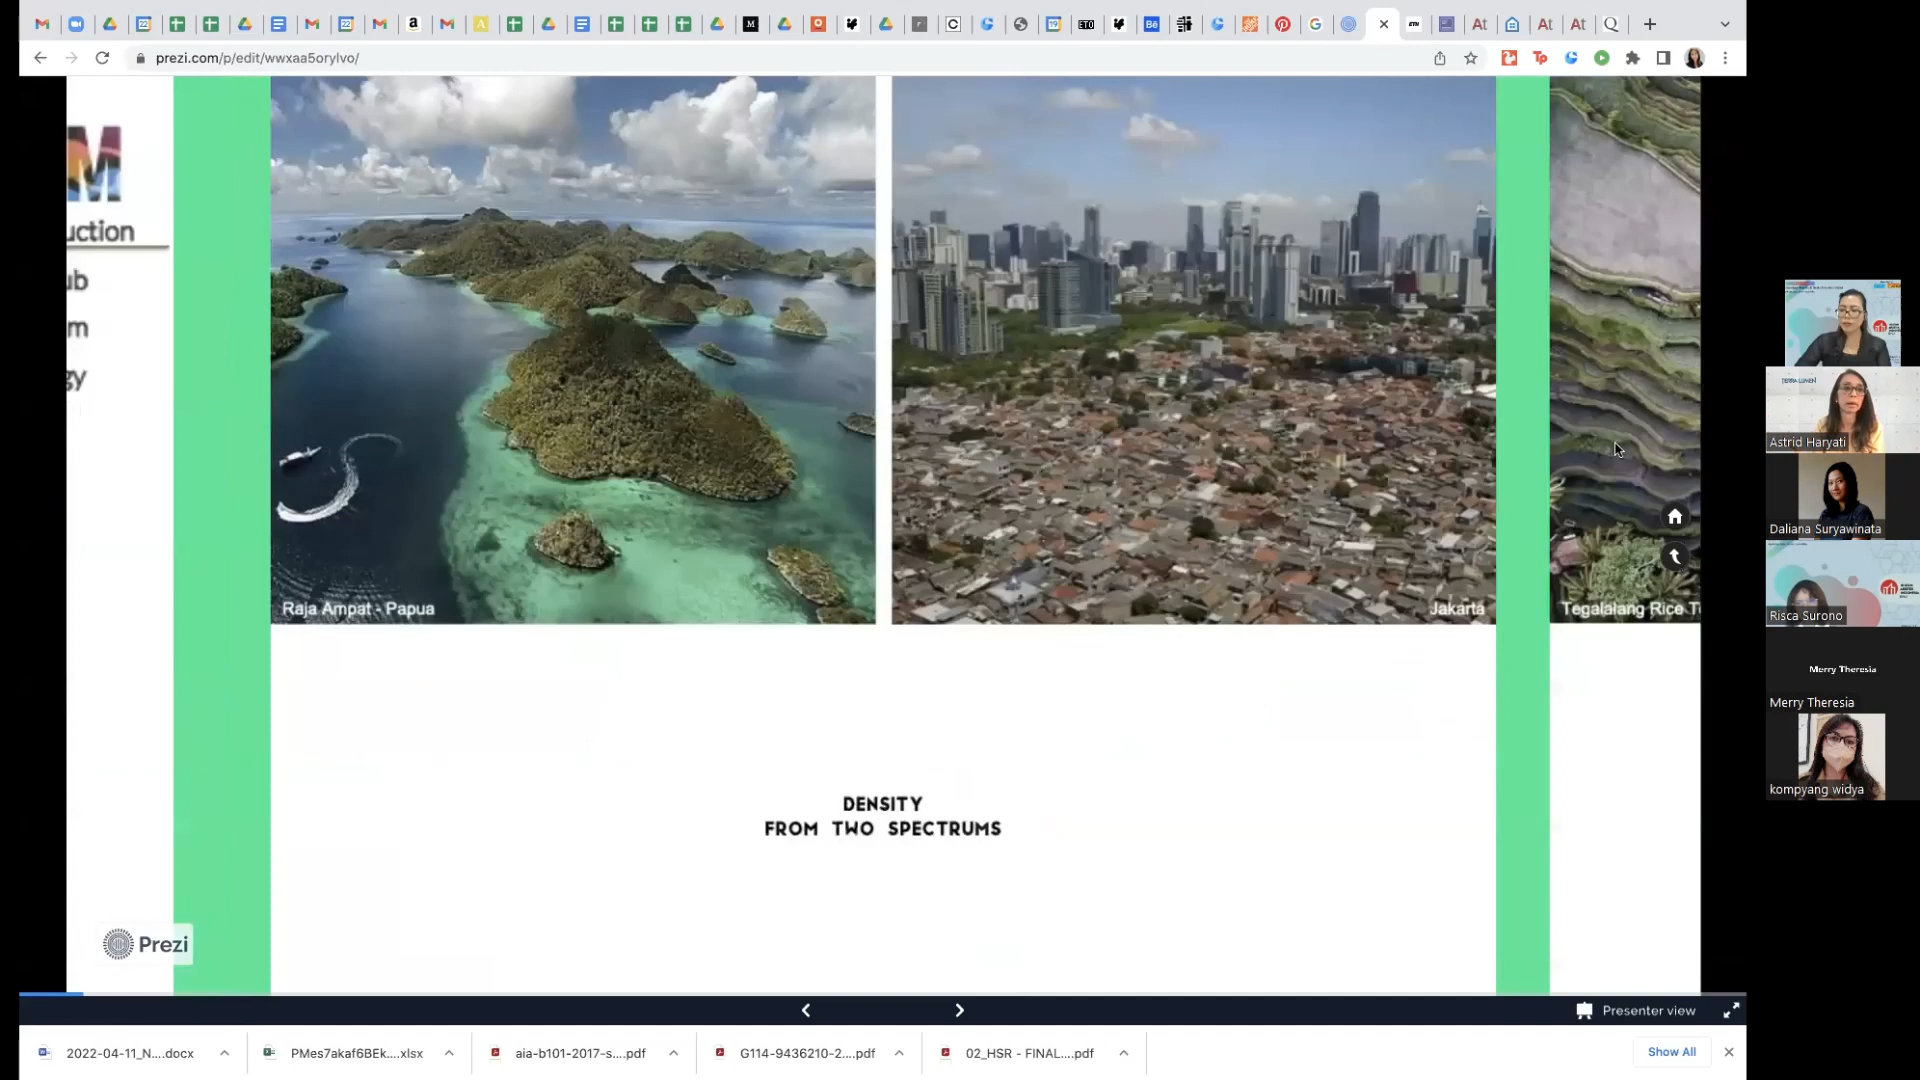 prezi.com/p/edit/wwxaa5orylvo/
M
uction
ub
m
gy
Raja Ampat - Papua
Jakarta
Tegalalang Rice T
DENSITY
FROM TWO SPECTRUMS
Prezi
Presenter view
2022-04-11_N....docx
PMes7akaf6BEk....xlsx
aia-b101-2017-s....pdf
G114-9436210-2....pdf
02_HSR - FINAL....pdf
Show All
TERRA LUMEN
Astrid Haryati
Daliana Suryawinata
Risca Surono
Merry Theresia
Merry Theresia
kompyang widya